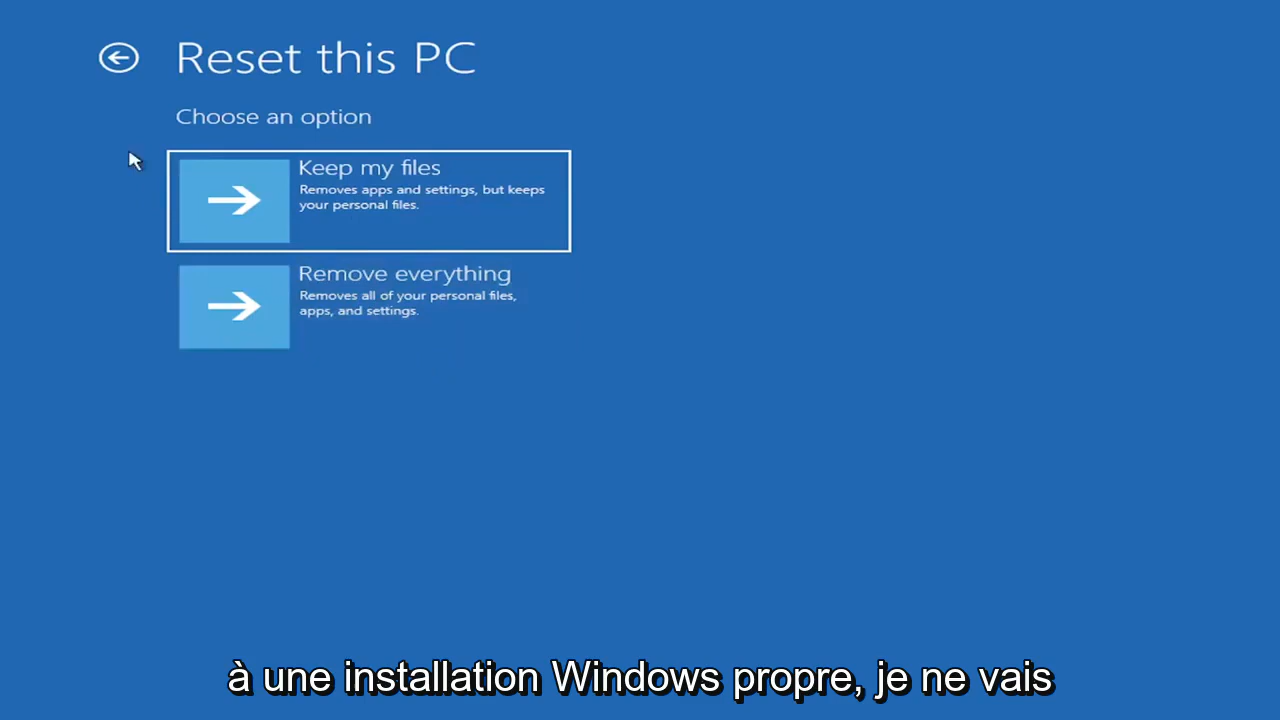 Reset this PC
Choose an option
Keep my files
Removes apps and settings, but keeps
your personal files.
Remove everything
Removes all of your personal files,
apps, and settings.
à une installation Windows propre, je ne vais